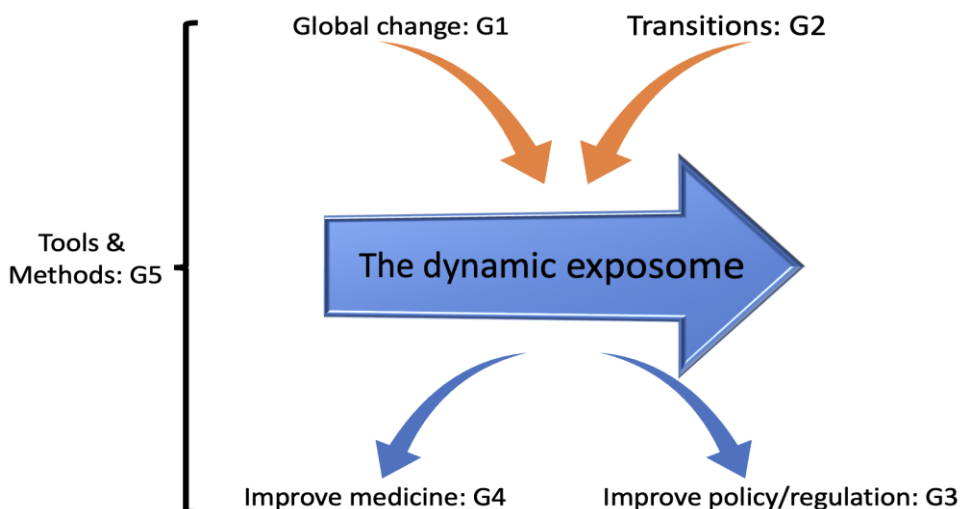 Global change: G1
Transitions: G2
Tools &
Methods: G5
The dynamic exposome
Improve medicine: G4
Improve policy/regulation: G3